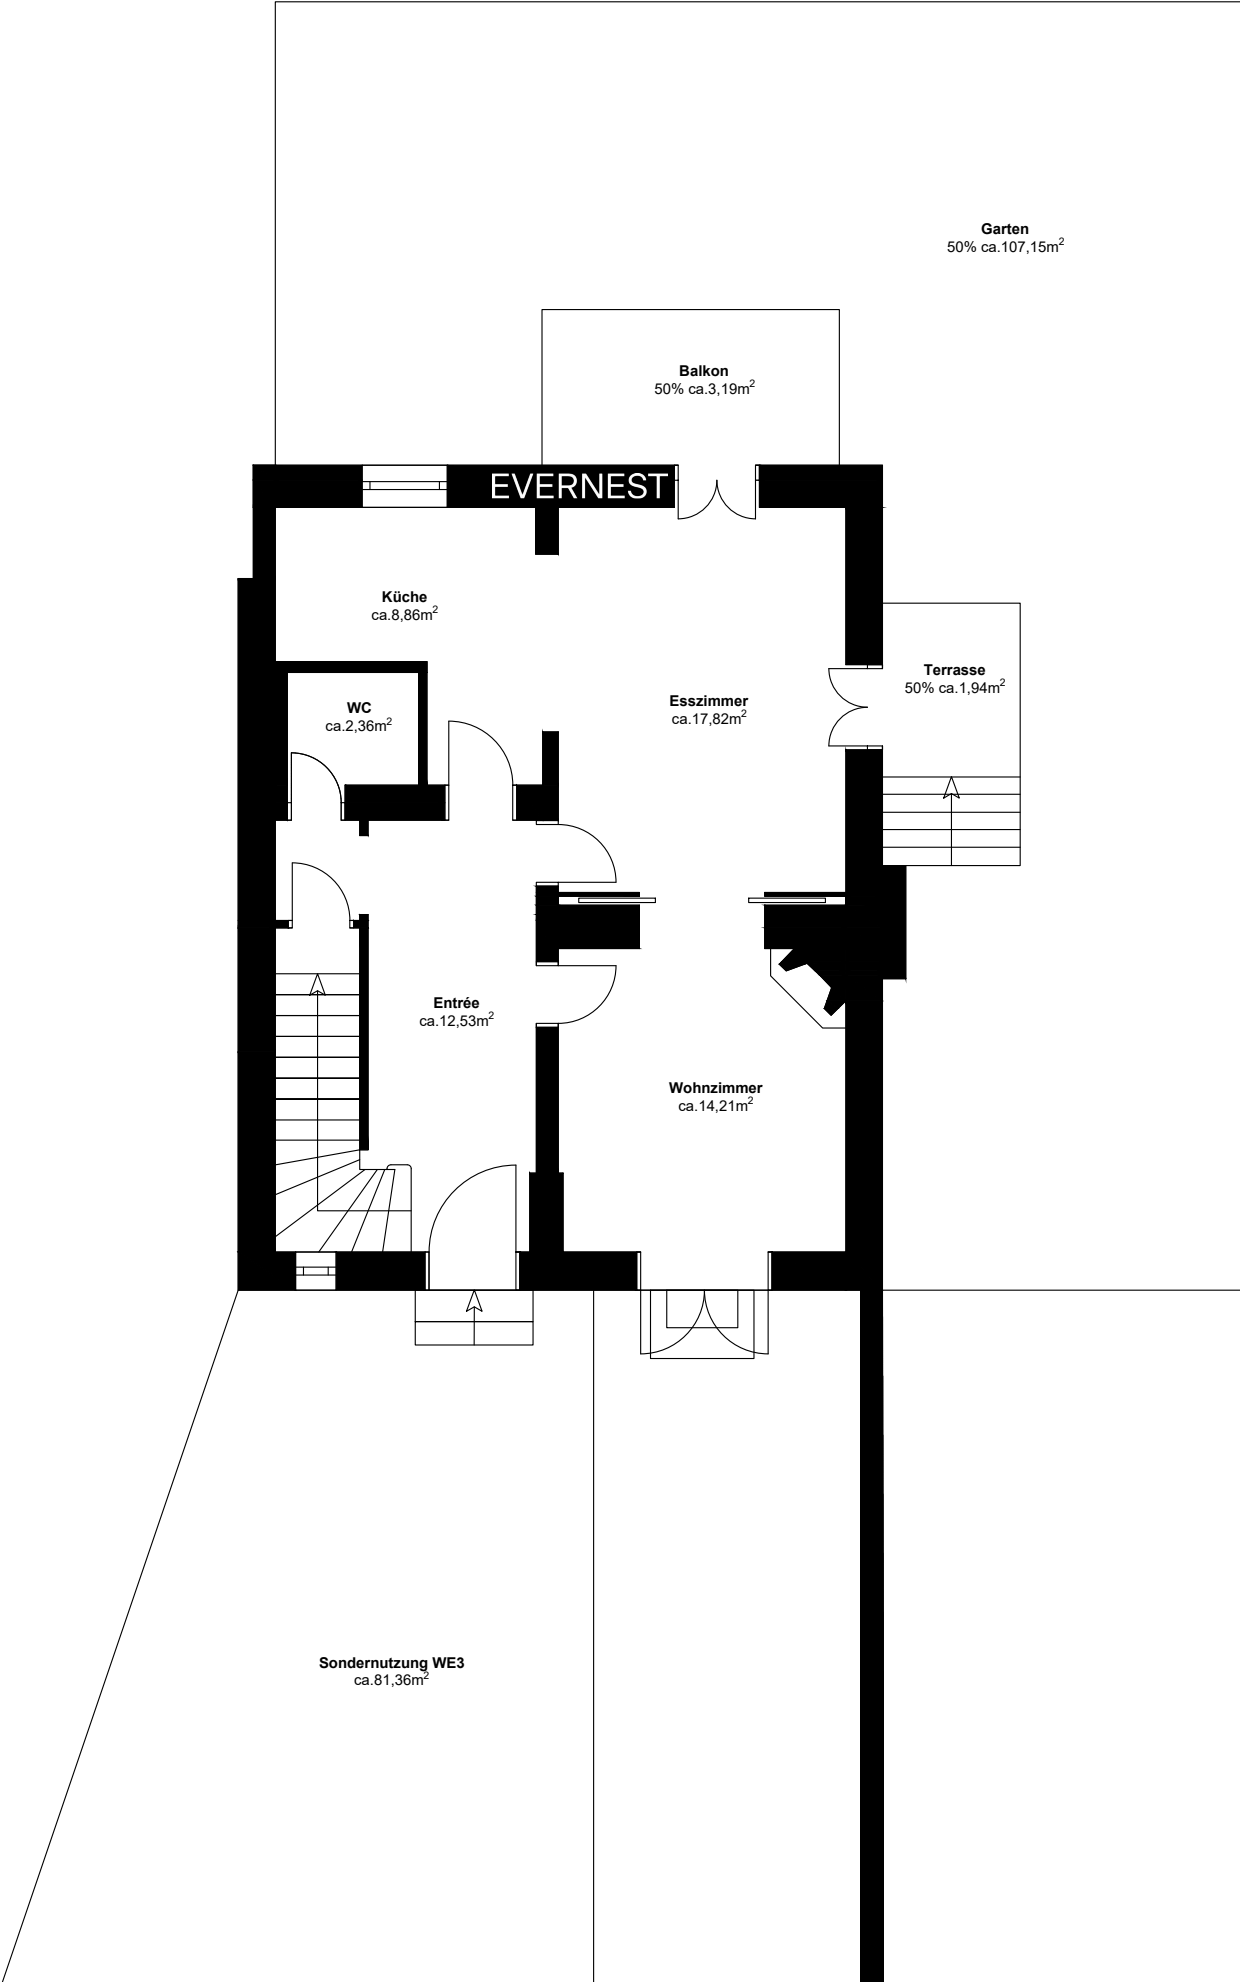 Garten
50% ca.107,15m²
Balkon
50% ca.3,19m²
EVERNEST
Küche
ca.8,86m²
Terrasse
50% ca.1,94m²
WC
ca.2,36m²
Esszimmer
ca.17,82m²
Entrée
ca.12,53m²
Wohnzimmer
ca.14,21m²
Sondernutzung WE3
ca.81,36m²